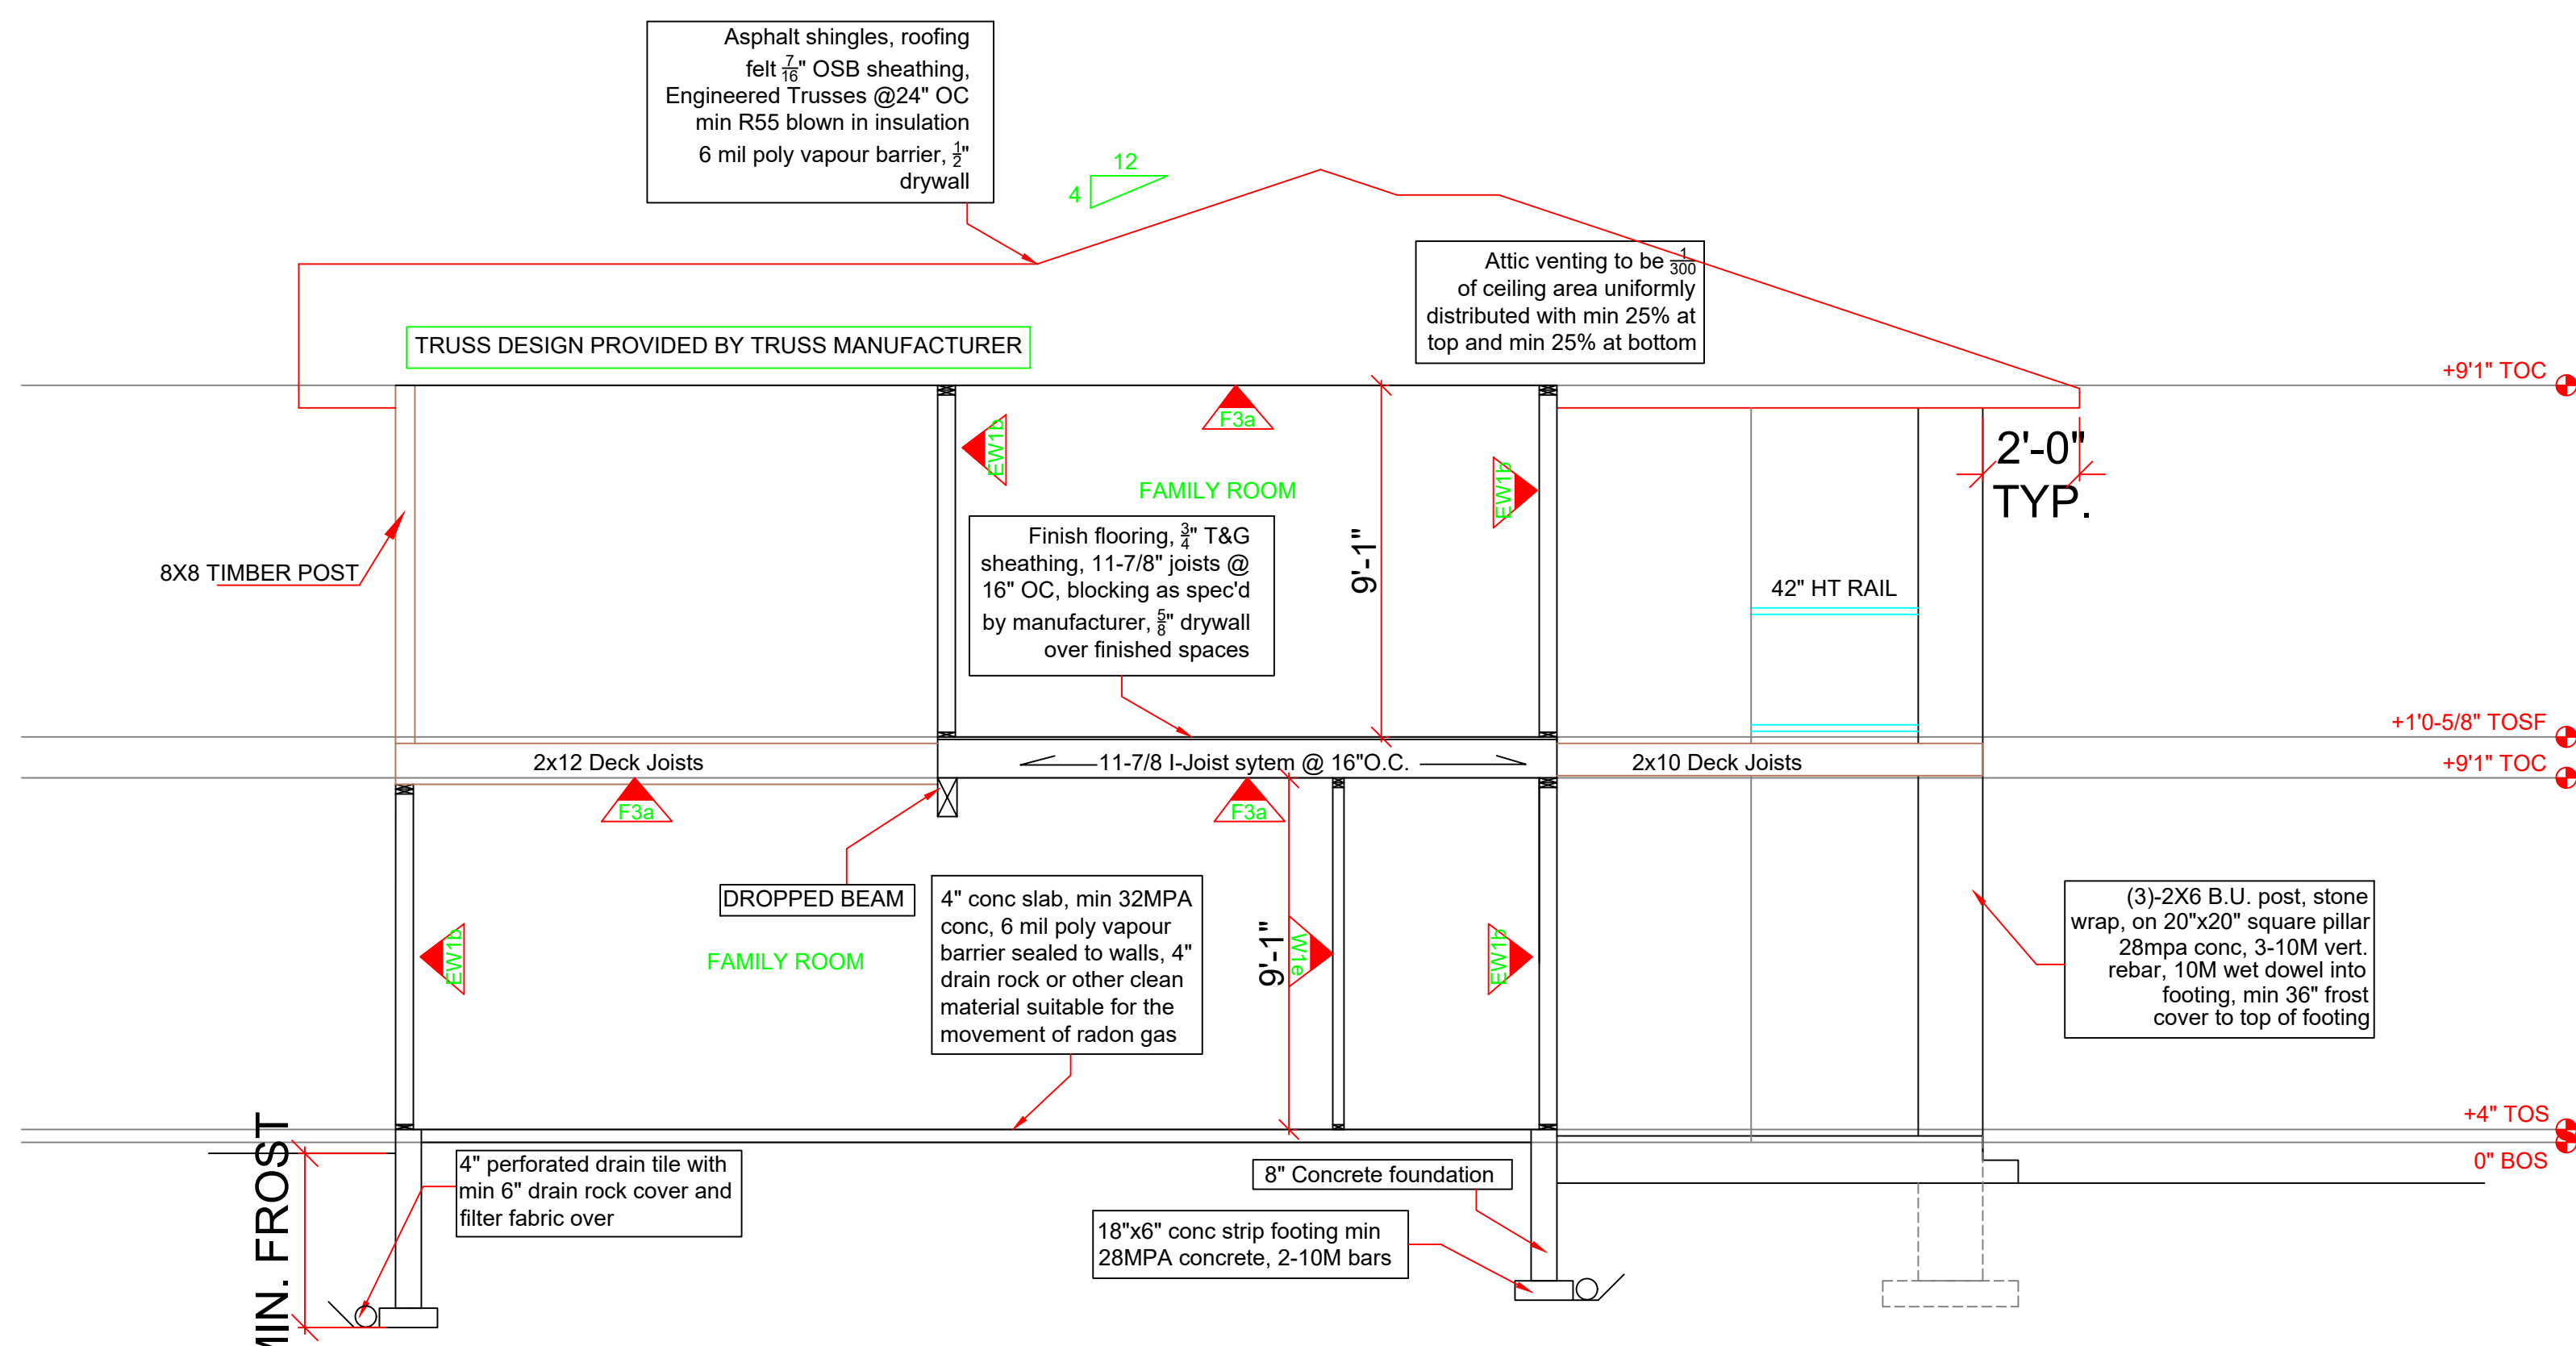 Asphalt shingles, roofing
felt 7/16" OSB sheathing,
Engineered Trusses @24" OC
min R55 blown in insulation
6 mil poly vapour barrier, 1/2"
drywall
12
4
Attic venting to be 1/300
of ceiling area uniformly
distributed with min 25% at
top and min 25% at bottom
TRUSS DESIGN PROVIDED BY TRUSS MANUFACTURER
+9'1" TOC
F3a
EW1b
EW1b
FAMILY ROOM
2'-0"
TYP.
8X8 TIMBER POST
Finish flooring, 3/4" T&G
sheathing, 11-7/8" joists @
16" OC, blocking as spec'd
by manufacturer, 5/8" drywall
over finished spaces
9'-1"
42" HT RAIL
+1'0-5/8" TOSF
2x12 Deck Joists
11-7/8 I-Joist sytem @ 16"O.C.
2x10 Deck Joists
+9'1" TOC
F3a
F3a
DROPPED BEAM
4" conc slab, min 32MPA
conc, 6 mil poly vapour
barrier sealed to walls, 4"
drain rock or other clean
material suitable for the
movement of radon gas
EW1b
FAMILY ROOM
9'-1"
W1e
EW1b
(3)-2X6 B.U. post, stone
wrap, on 20"x20" square pillar
28mpa conc, 3-10M vert.
rebar, 10M wet dowel into
footing, min 36" frost
cover to top of footing
+4" TOS
0" BOS
MIN. FROST
4" perforated drain tile with
min 6" drain rock cover and
filter fabric over
8" Concrete foundation
18"x6" conc strip footing min
28MPA concrete, 2-10M bars